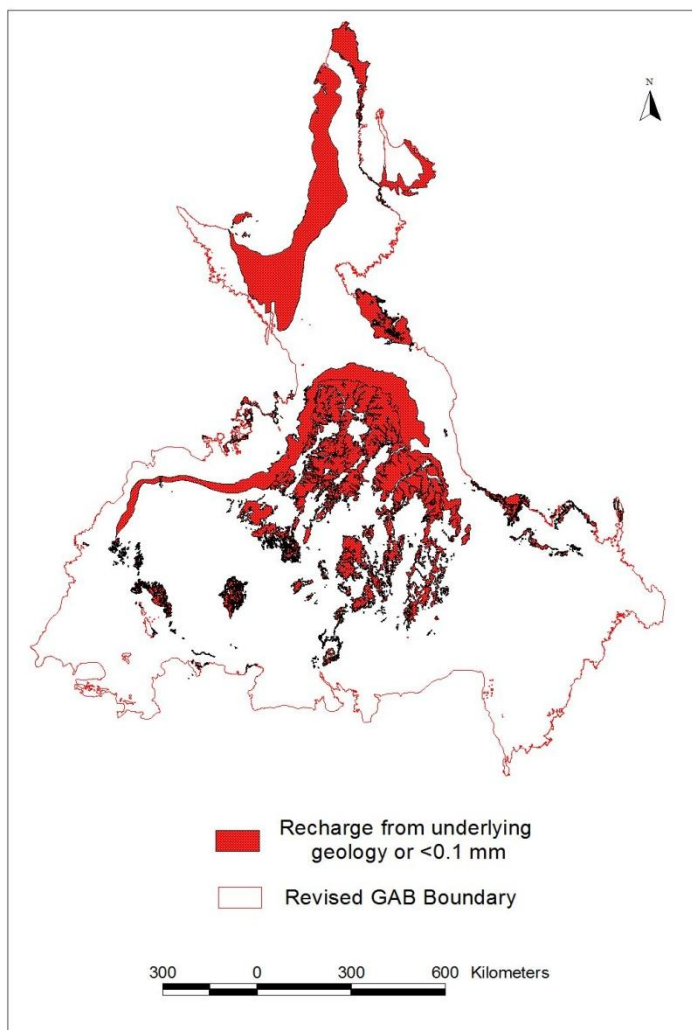 N
Recharge from underlying
geology or <0.1 mm
Revised GAB Boundary
300 0 300 600 Kilometers